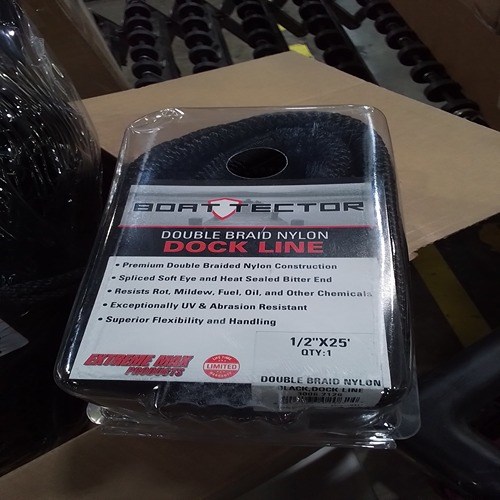 BOAT TECTOR
DOUBLE BRAID NYLON
DOCK LINE
• Premium Double Braided Nylon Construction
• Spliced Soft Eye and Heat Sealed Bitter End
• Resists Rot, Mildew, Fuel, Oil, and Other Chemicals
• Exceptionally UV & Abrasion Resistant
• Superior Flexibility and Handling
1/2"X25'
QTY:1
EXTREME MAX
PRODUCTS
LIMITED
DOUBLE BRAID NYLON
BLACK DOCK LINE